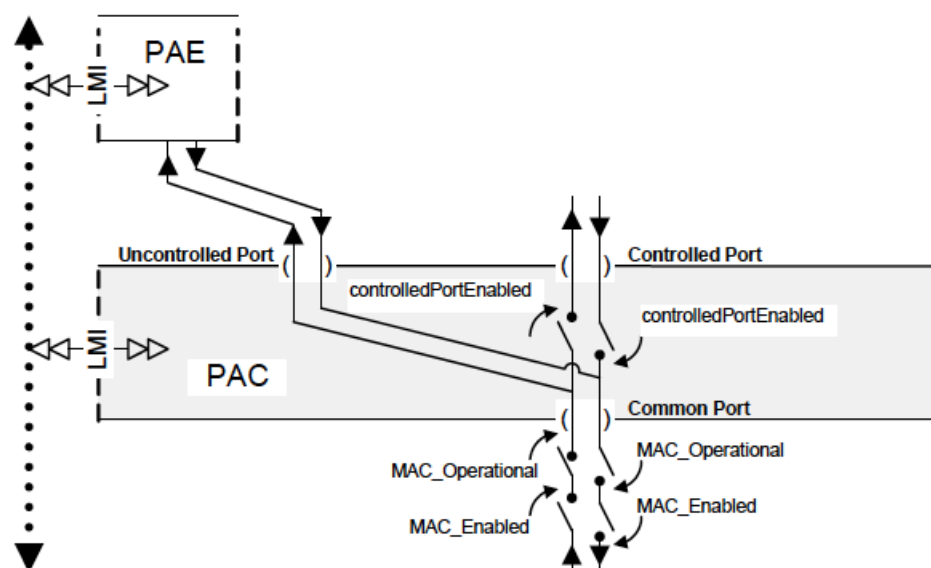 PAE
LMI
Uncontrolled Port
( )
( )
Controlled Port
controlledPortEnabled
controlledPortEnabled
LMI
PAC
( )
Common Port
MAC_Operational
MAC_Operational
MAC_Enabled
MAC_Enabled